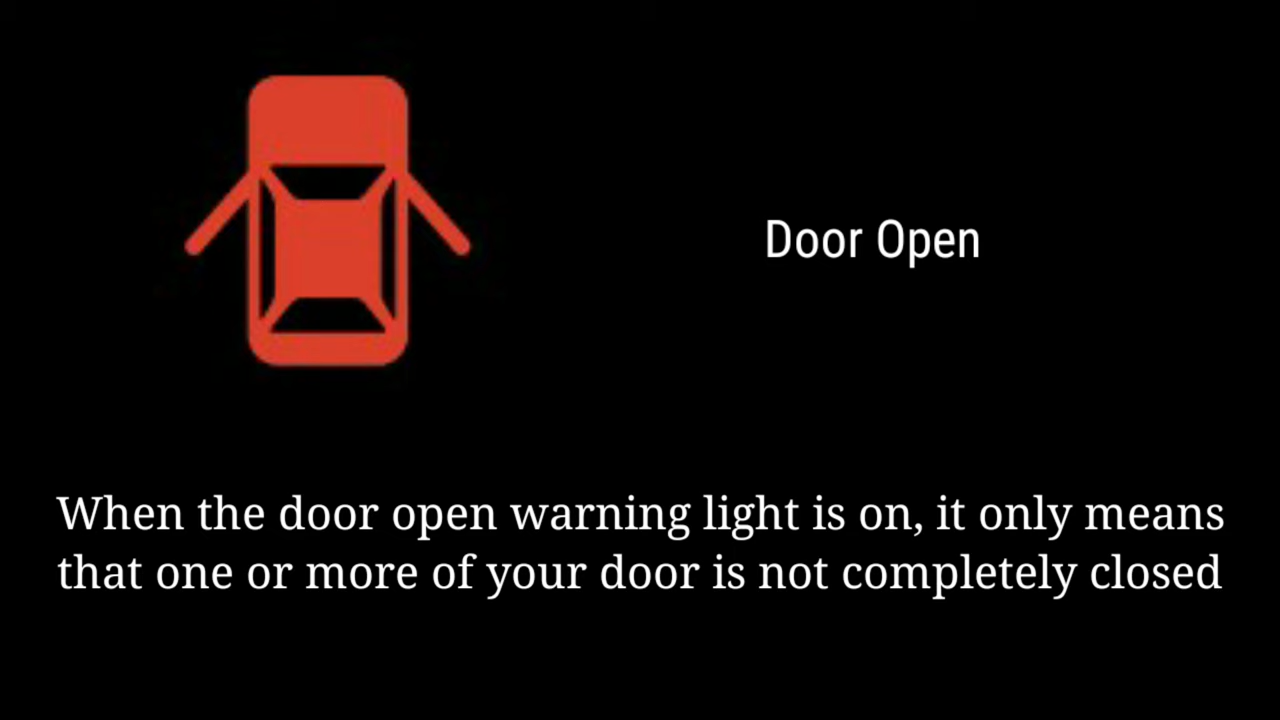 Door Open
When the door open warning light is on, it only means
that one or more of your door is not completely closed